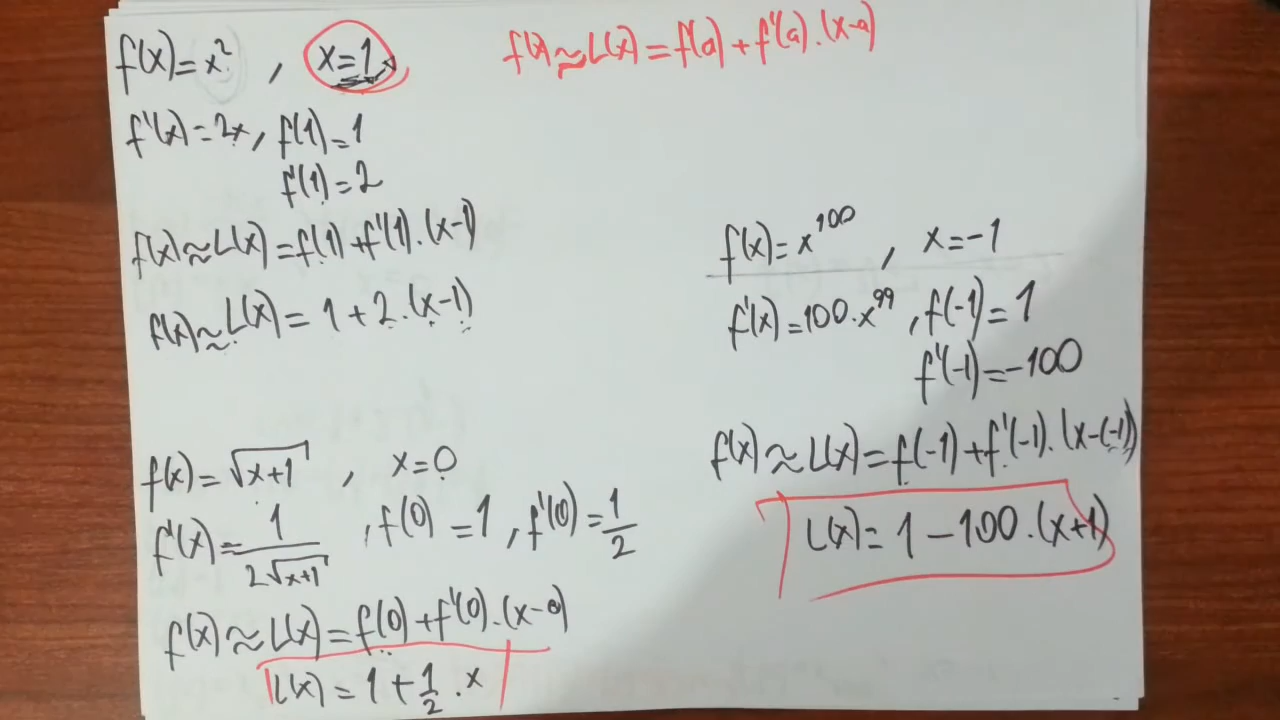 f(x)=x², x=1
f(x)≈L(x)=f(a)+f'(a).(x-a)
f'(x)=2x, f(1)=1
f'(1)=2
f(x)≈L(x)=f(1)+f'(1).(x-1)
f(x)≈L(x)=1+2.(x-1)
f(x)=√(x+1), x=0
f'(x)=1/(2√(x+1)), f(0)=1, f'(0)=1/2
f(x)≈L(x)=f(0)+f'(0).(x-0)
L(x)=1+1/2.x
f(x)=x¹⁰⁰, x=-1
f'(x)=100.x⁹⁹, f(-1)=1
f'(-1)=-100
f(x)≈L(x)=f(-1)+f'(-1).(x-(-1))
L(x)=1-100.(x+1)